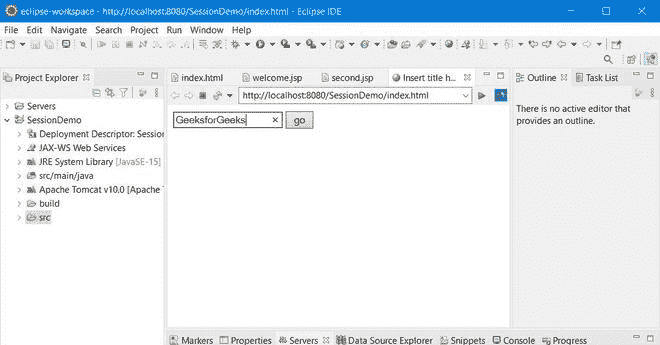 eclipse-workspace - http://localhost:8080/SessionDemo/index.html - Eclipse IDE
File Edit Navigate Search Project Run Window Help
Project Explorer
index.html welcome.jsp second.jsp Insert title h...
Outline Task List
http://localhost:8080/SessionDemo/index.html
There is no active editor that
provides an outline.
GeeksforGeeks go
Servers
SessionDemo
Deployment Descriptor: Session
JAX-WS Web Services
JRE System Library [JavaSE-15]
src/main/java
Apache Tomcat v10.0 [Apache T
build
src
Markers Properties Servers Data Source Explorer Snippets Console Progress